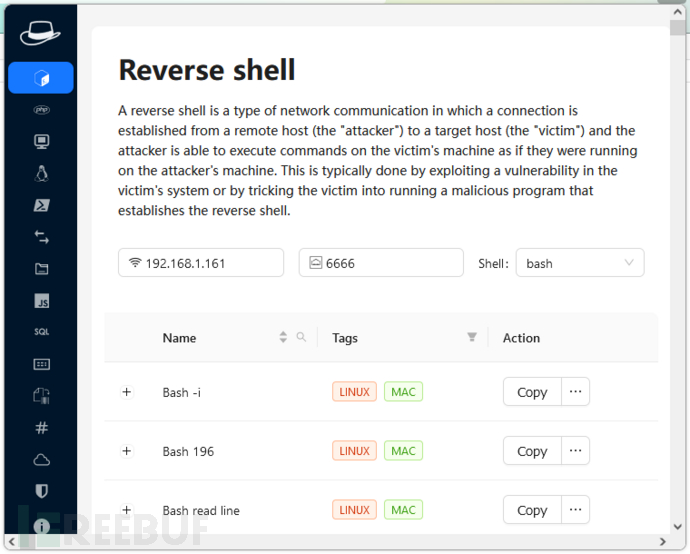 Reverse shell
A reverse shell is a type of network communication in which a connection is
established from a remote host (the "attacker") to a target host (the "victim") and the
attacker is able to execute commands on the victim's machine as if they were running
on the attacker's machine. This is typically done by exploiting a vulnerability in the
victim's system or by tricking the victim into running a malicious program that
establishes the reverse shell.
192.168.1.161 6666 Shell: bash
Name Tags Action
php
Bash -i LINUX MAC Copy ...
JS
SQL
Bash 196 LINUX MAC Copy ...
#
Bash read line LINUX MAC Copy ...
FREEBUF